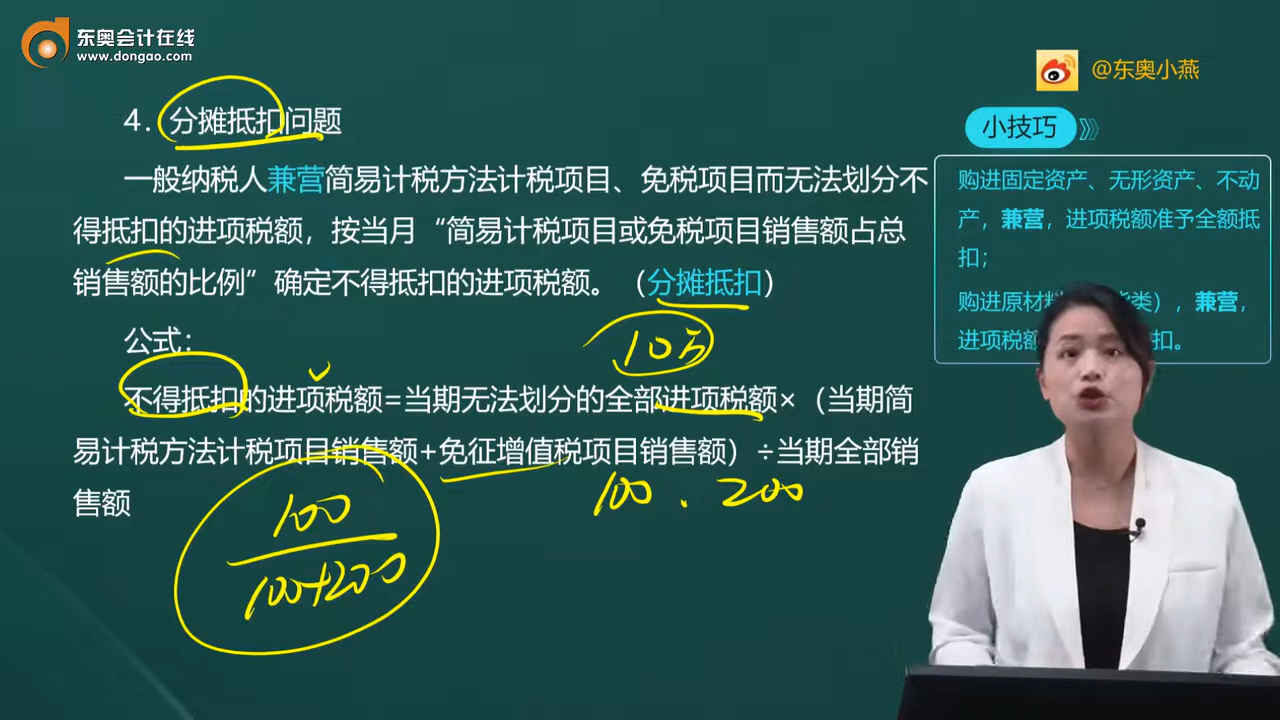 东奥会计在线
www.dongao.com
@东奥小燕
4. 分摊抵扣问题
一般纳税人兼营简易计税方法计税项目、免税项目而无法划分不
得抵扣的进项税额，按当月“简易计税项目或免税项目销售额占总
销售额的比例”确定不得抵扣的进项税额。（分摊抵扣）
公式：
10万
不得抵扣的进项税额=当期无法划分的全部进项税额×（当期简
易计税方法计税项目销售额+免征增值税项目销售额）÷当期全部销
售额
100 . 200
100
100+200
小技巧
购进固定资产、无形资产、不动
产，兼营，进项税额准予全额抵
扣；
购进原材料 类），兼营，
进项税额 扣。